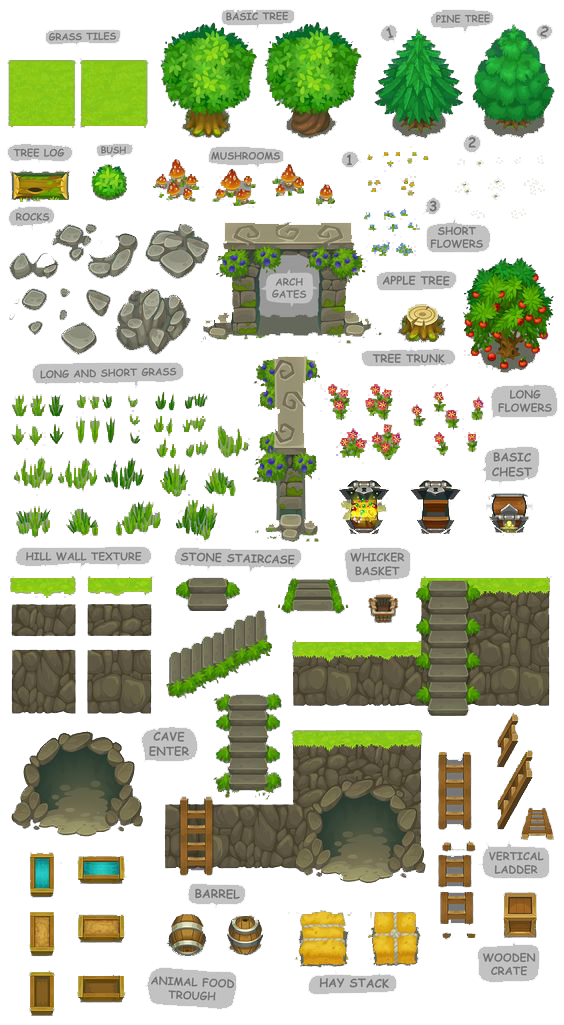 BASIC TREE
PINE TREE
GRASS TILES
1
2
TREE LOG
BUSH
MUSHROOMS
1
2
3
ROCKS
SHORT
FLOWERS
ARCH
GATES
APPLE TREE
TREE TRUNK
LONG AND SHORT GRASS
LONG
FLOWERS
BASIC
CHEST
HILL WALL TEXTURE
STONE STAIRCASE
WHICKER
BASKET
CAVE
ENTER
VERTICAL
LADDER
BARREL
WOODEN
CRATE
ANIMAL FOOD
TROUGH
HAY STACK